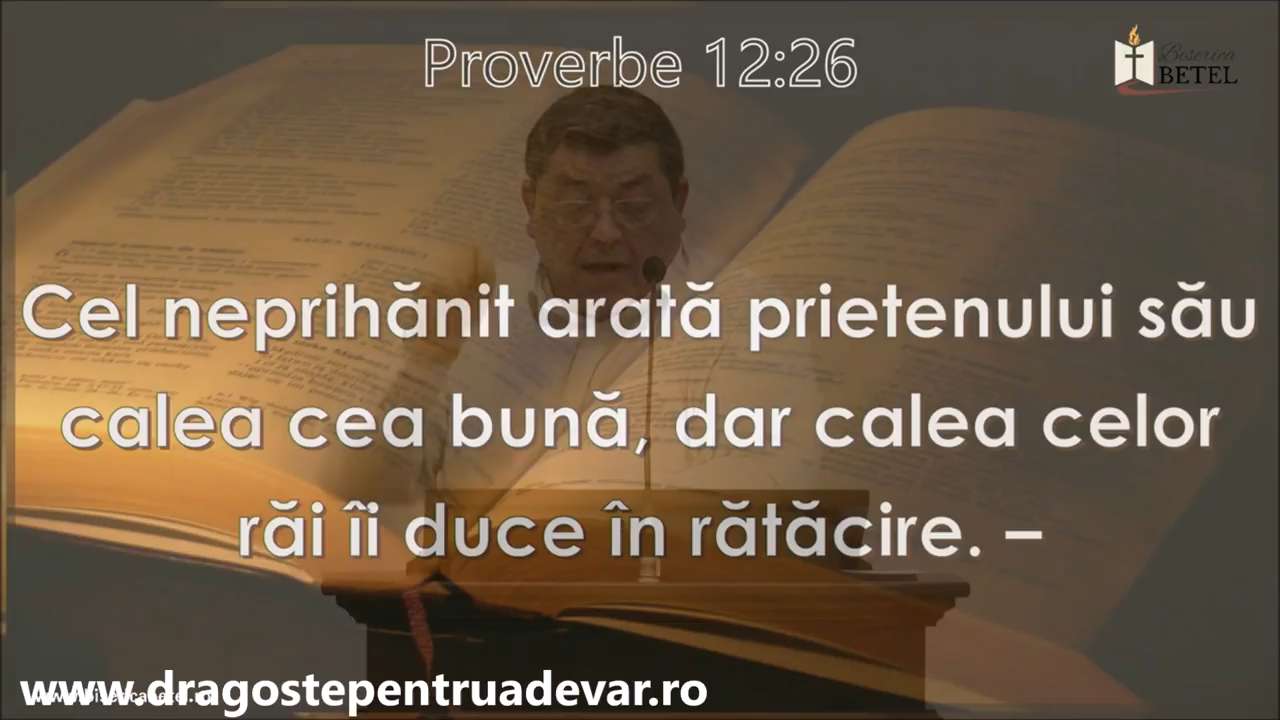 Proverbe 12:26
Biserica
BETEL
Cel neprihănit arată prietenului său
calea cea bună, dar calea celor
răi îi duce în rătăcire. –
www.dragostepentruadevar.ro